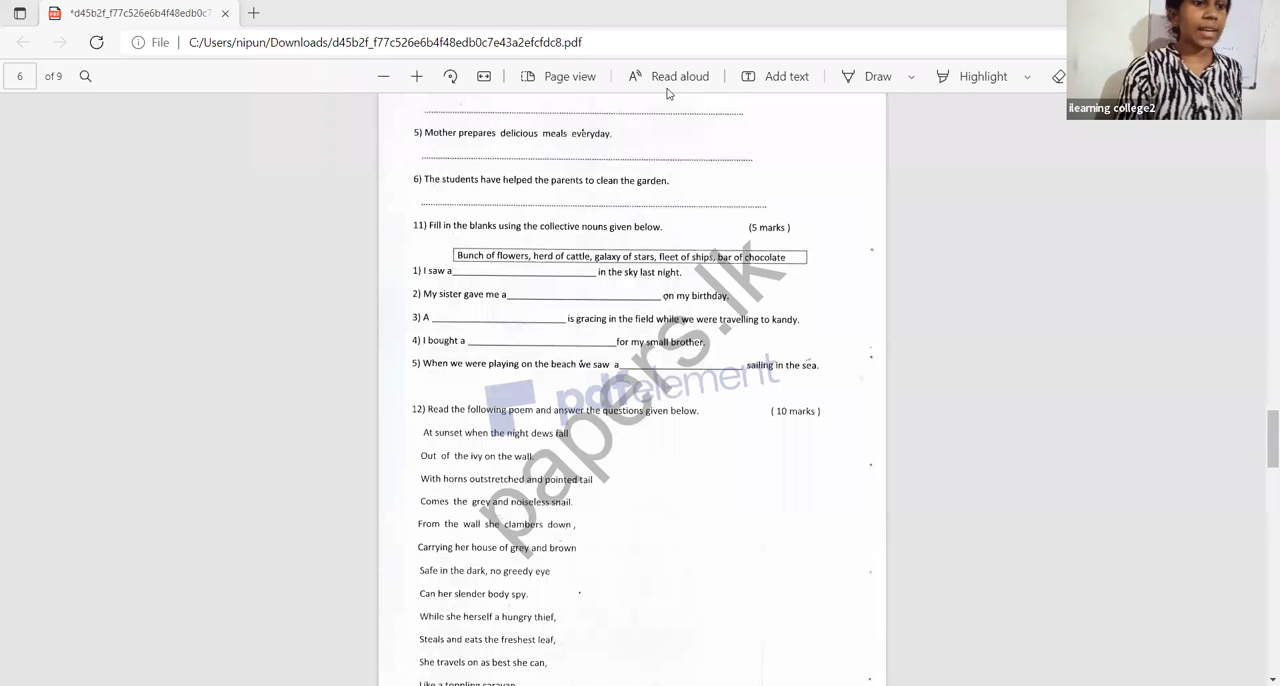 *d45b2f_f77c526e6b4f48edb0c7
File C:/Users/nipun/Downloads/d45b2f_f77c526e6b4f48edb0c7e43a2efcfdc8.pdf
6 of 9 Page view Read aloud Add text Draw Highlight
ilearning college2
5) Mother prepares delicious meals everyday.
6) The students have helped the parents to clean the garden.
11) Fill in the blanks using the collective nouns given below. (5 marks )
Bunch of flowers, herd of cattle, galaxy of stars, fleet of ships, bar of chocolate
1) I saw a____________ in the sky last night.
2) My sister gave me a____________ on my birthday.
3) A ____________ is gracing in the field while we were travelling to kandy.
4) I bought a ____________for my small brother.
5) When we were playing on the beach we saw a____________ sailing in the sea.
pdfelement
papers.lk
12) Read the following poem and answer the questions given below. ( 10 marks )
At sunset when the night dews fall
Out of the ivy on the wall.
With horns outstretched and pointed tail
Comes the grey and noiseless snail.
From the wall she clambers down ,
Carrying her house of grey and brown
Safe in the dark, no greedy eye
Can her slender body spy.
While she herself a hungry thief,
Steals and eats the freshest leaf,
She travels on as best she can,
Like a toppling caravan